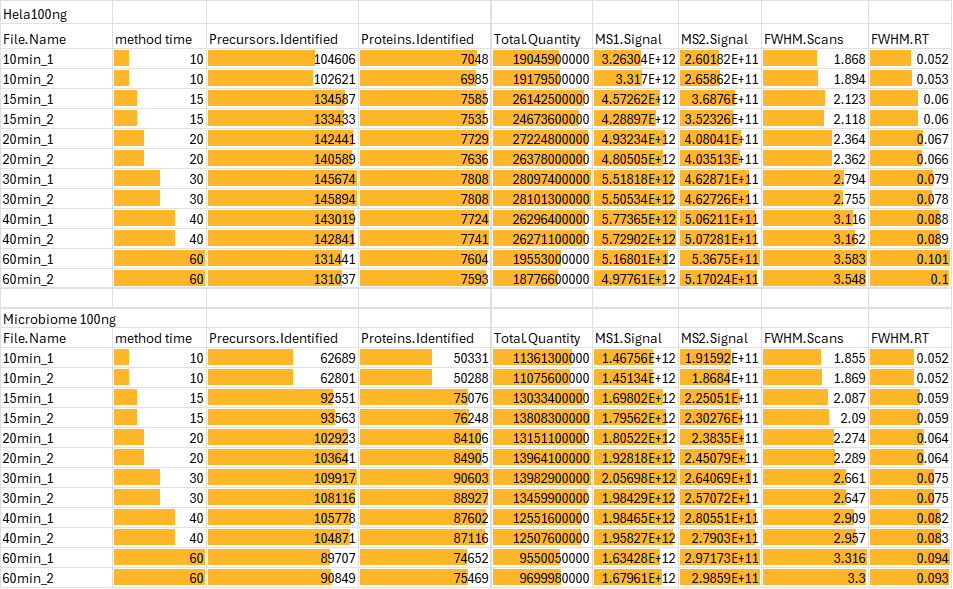 Hela100ng
File.Name method time Precursors.Identified Proteins.Identified Total.Quantity MS1.Signal MS2.Signal FWHM.Scans FWHM.RT
10min_1 10 104606 7048 19045900000 3.26304E+12 2.60182E+11 1.868 0.052
10min_2 10 102621 6985 19179500000 3.317E+12 2.65862E+11 1.894 0.053
15min_1 15 134587 7585 26142500000 4.57262E+12 3.6876E+11 2.123 0.06
15min_2 15 133433 7535 24673600000 4.28897E+12 3.52326E+11 2.118 0.06
20min_1 20 142441 7729 27224800000 4.93234E+12 4.08041E+11 2.364 0.067
20min_2 20 140589 7636 26378000000 4.80505E+12 4.03513E+11 2.362 0.066
30min_1 30 145674 7808 28097400000 5.51818E+12 4.62871E+11 2.794 0.079
30min_2 30 145894 7808 28101300000 5.50534E+12 4.62726E+11 2.755 0.078
40min_1 40 143019 7724 26296400000 5.77365E+12 5.06211E+11 3.116 0.088
40min_2 40 142841 7741 26271100000 5.72902E+12 5.07281E+11 3.162 0.089
60min_1 60 131441 7604 19553000000 5.16801E+12 5.3675E+11 3.583 0.101
60min_2 60 131037 7593 18776600000 4.97761E+12 5.17024E+11 3.548 0.1
Microbiome 100ng
File.Name method time Precursors.Identified Proteins.Identified Total.Quantity MS1.Signal MS2.Signal FWHM.Scans FWHM.RT
10min_1 10 62689 50331 11361300000 1.46756E+12 1.91592E+11 1.855 0.052
10min_2 10 62801 50288 11075600000 1.45134E+12 1.8684E+11 1.869 0.052
15min_1 15 92551 75076 13033400000 1.69802E+12 2.25051E+11 2.087 0.059
15min_2 15 93563 76248 13808300000 1.79562E+12 2.30276E+11 2.09 0.059
20min_1 20 102923 84106 13151100000 1.80522E+12 2.3835E+11 2.274 0.064
20min_2 20 103641 84905 13964100000 1.92818E+12 2.45079E+11 2.289 0.064
30min_1 30 109917 90603 13982900000 2.05698E+12 2.64069E+11 2.661 0.075
30min_2 30 108116 88927 13459900000 1.98429E+12 2.57072E+11 2.647 0.075
40min_1 40 105778 87602 12551600000 1.98465E+12 2.80551E+11 2.909 0.082
40min_2 40 104871 87116 12507600000 1.95827E+12 2.7903E+11 2.957 0.083
60min_1 60 89707 74652 9550050000 1.63428E+12 2.97173E+11 3.316 0.094
60min_2 60 90849 75469 9699980000 1.67961E+12 2.9859E+11 3.3 0.093